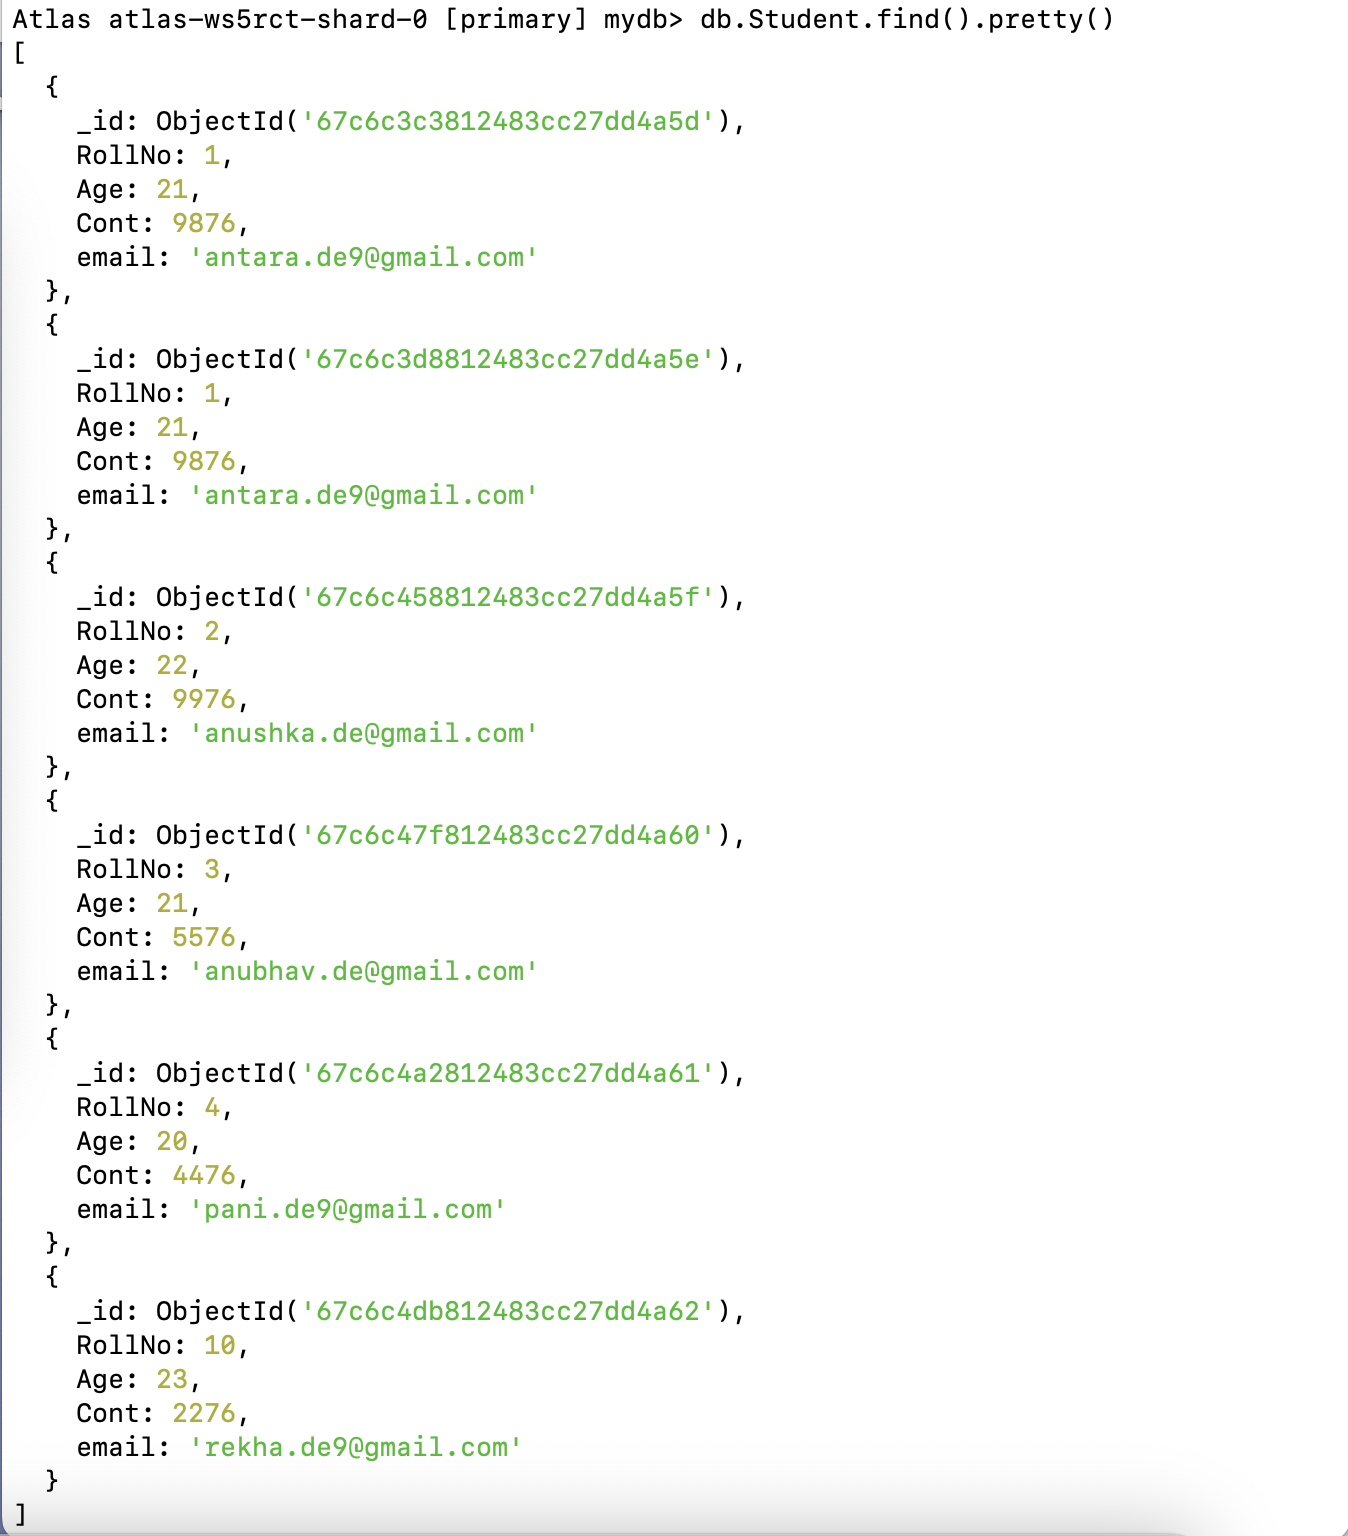 Atlas atlas-ws5rct-shard-0 [primary] mydb> db.Student.find().pretty()
[
  {
    _id: ObjectId('67c6c3c3812483cc27dd4a5d'),
    RollNo: 1,
    Age: 21,
    Cont: 9876,
    email: 'antara.de9@gmail.com'
  },
  {
    _id: ObjectId('67c6c3d8812483cc27dd4a5e'),
    RollNo: 1,
    Age: 21,
    Cont: 9876,
    email: 'antara.de9@gmail.com'
  },
  {
    _id: ObjectId('67c6c458812483cc27dd4a5f'),
    RollNo: 2,
    Age: 22,
    Cont: 9976,
    email: 'anushka.de@gmail.com'
  },
  {
    _id: ObjectId('67c6c47f812483cc27dd4a60'),
    RollNo: 3,
    Age: 21,
    Cont: 5576,
    email: 'anubhav.de@gmail.com'
  },
  {
    _id: ObjectId('67c6c4a2812483cc27dd4a61'),
    RollNo: 4,
    Age: 20,
    Cont: 4476,
    email: 'pani.de9@gmail.com'
  },
  {
    _id: ObjectId('67c6c4db812483cc27dd4a62'),
    RollNo: 10,
    Age: 23,
    Cont: 2276,
    email: 'rekha.de9@gmail.com'
  }
]